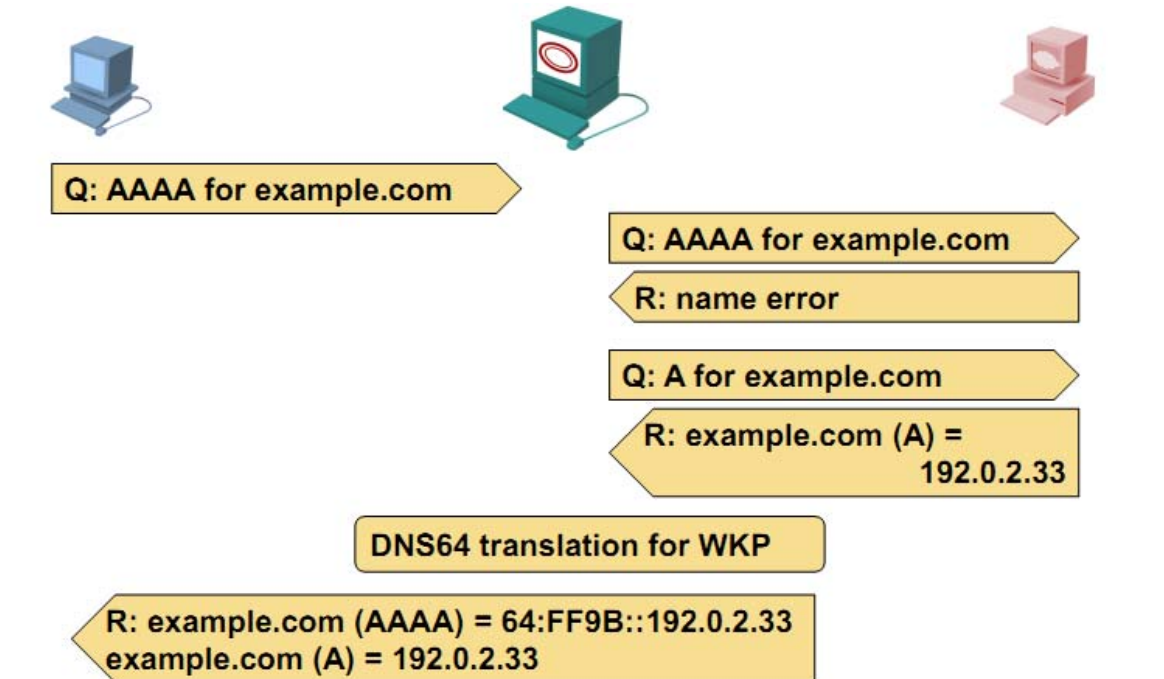 Q: AAAA for example.com
Q: AAAA for example.com
R: name error
Q: A for example.com
R: example.com (A) =
192.0.2.33
DNS64 translation for WKP
R: example.com (AAAA) = 64:FF9B::192.0.2.33
example.com (A) = 192.0.2.33